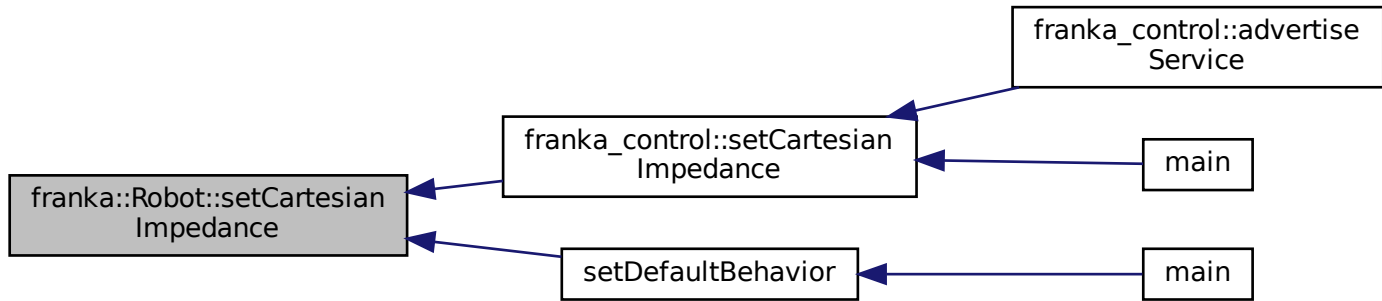 franka_control::advertise
Service
franka_control::setCartesian
Impedance
main
franka::Robot::setCartesian
Impedance
setDefaultBehavior
main